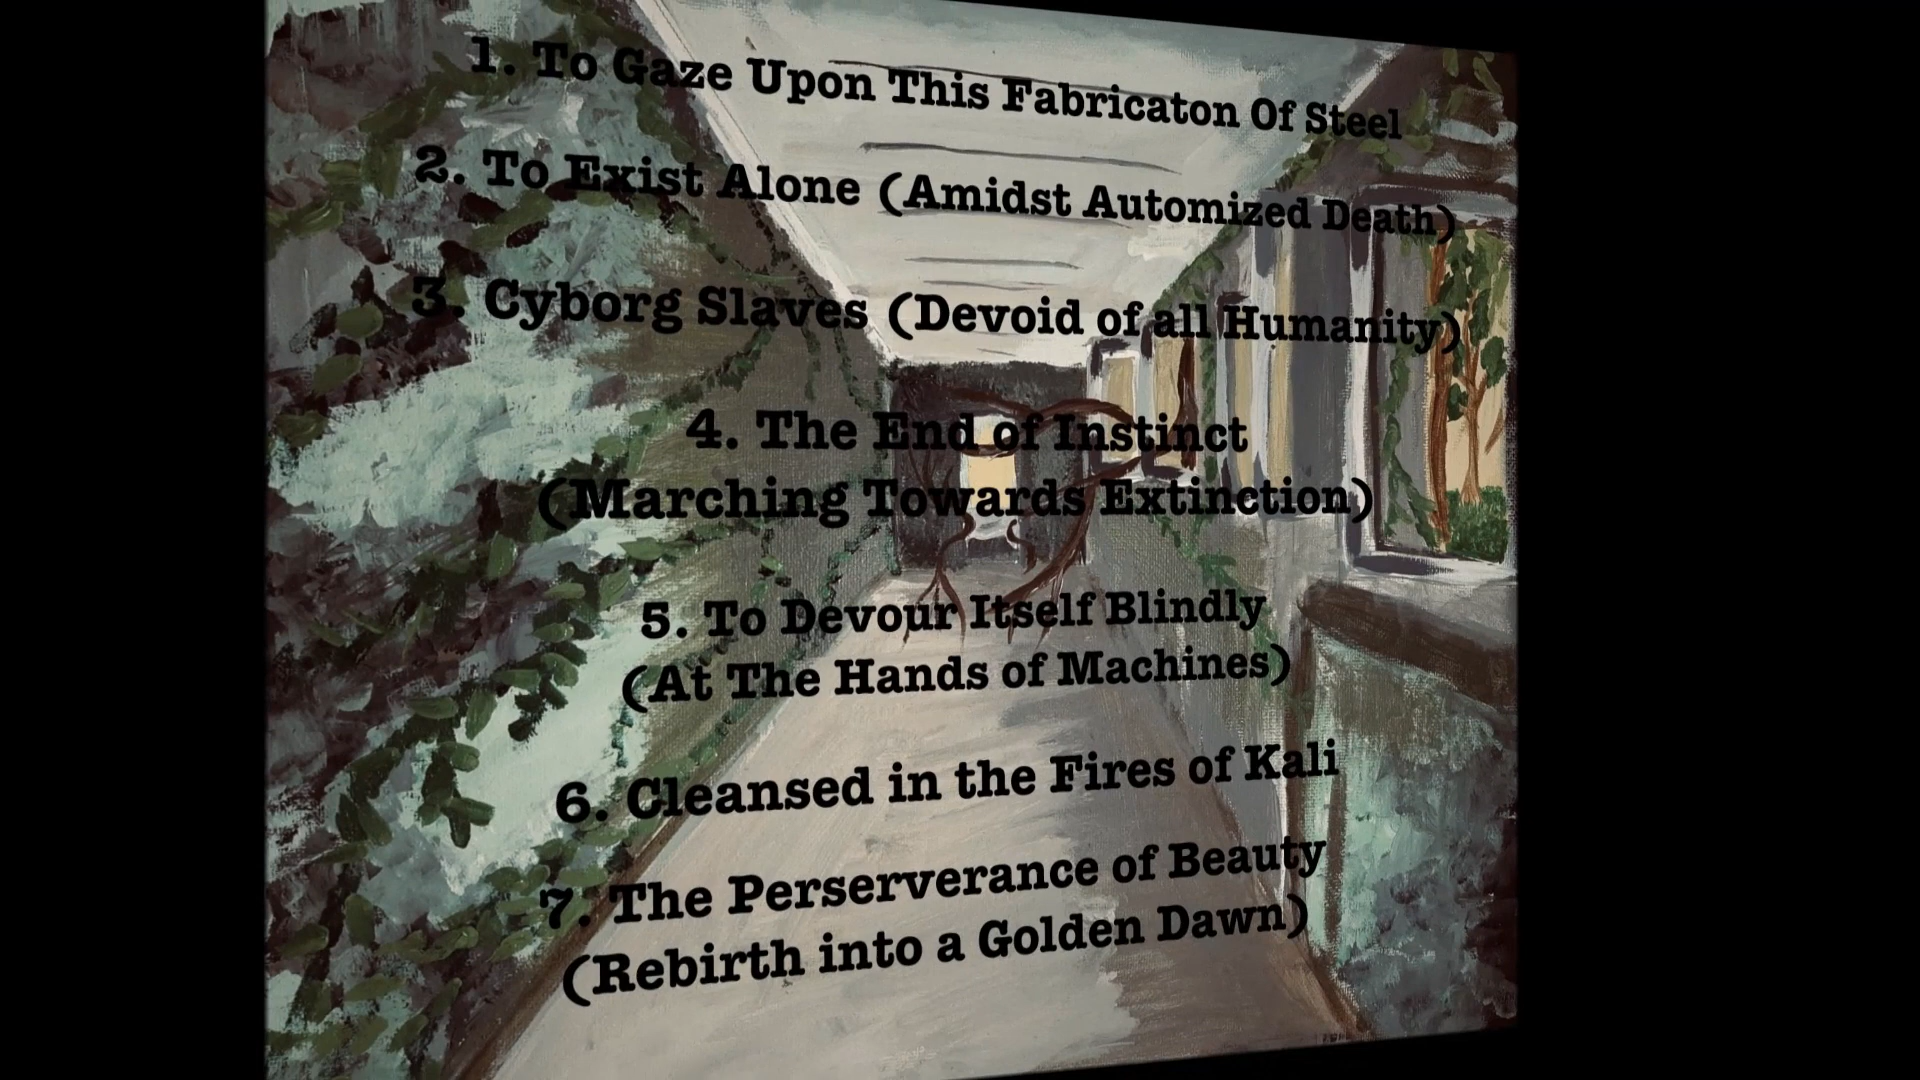 1. To Gaze Upon This Fabricaton Of Steel
2. To Exist Alone (Amidst Automized Death)
3. Cyborg Slaves (Devoid of all Humanity)
4. The End of Instinct
(Marching Towards Extinction)
5. To Devour Itself Blindly
(At The Hands of Machines)
6. Cleansed in the Fires of Kali
7. The Perserverance of Beauty
(Rebirth into a Golden Dawn)